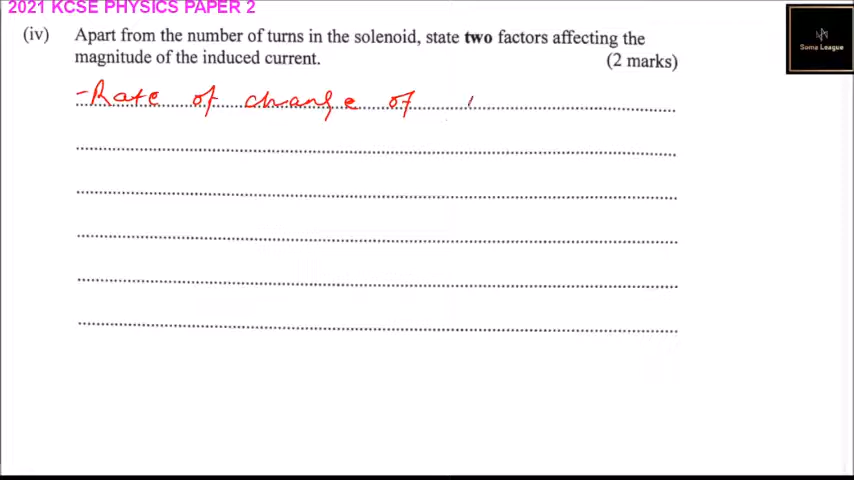 2021 KCSE PHYSICS PAPER 2
(iv) Apart from the number of turns in the solenoid, state two factors affecting the
magnitude of the induced current. (2 marks)
Soma League
-Rate of change of